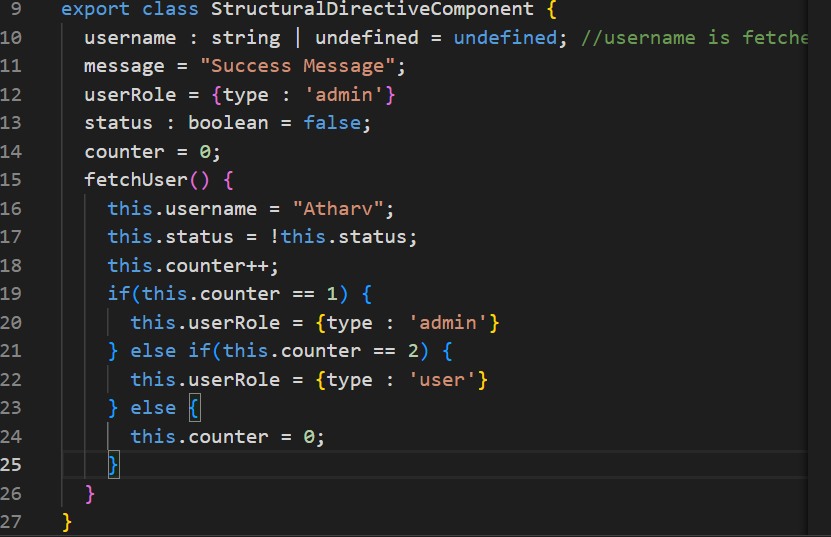 9 export class StructuralDirectiveComponent {
10 username : string | undefined = undefined; //username is fetche
11 message = "Success Message";
12 userRole = {type : 'admin'}
13 status : boolean = false;
14 counter = 0;
15 fetchUser() {
16 this.username = "Atharv";
17 this.status = !this.status;
18 this.counter++;
19 if(this.counter == 1) {
20 this.userRole = {type : 'admin'}
21 } else if(this.counter == 2) {
22 this.userRole = {type : 'user'}
23 } else {
24 this.counter = 0;
25 }
26 }
27 }